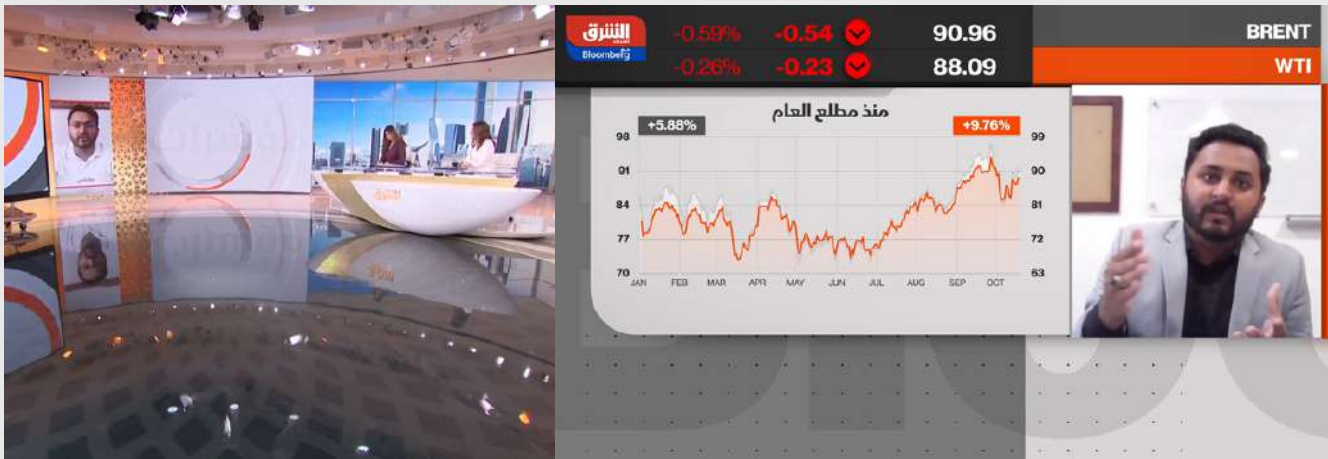 الشرق
الشرق
Bloomberg
-0.59% -0.54 90.96 BRENT
-0.26% -0.23 88.09 WTI
منذ مطلع العام
+5.88% +9.76%
98 99
91 90
84 81
77 72
70 63
JAN FEB MAR APR MAY JUN JUL AUG SEP OCT